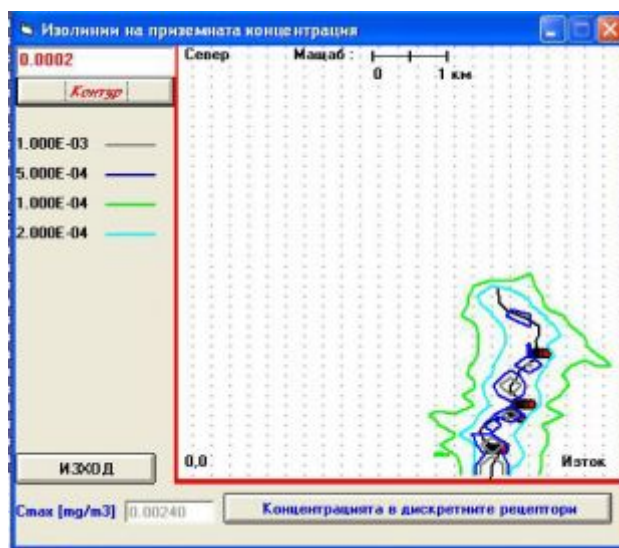 Изолинии на приземната концентрация
0.0002
Контур
1.000E-03
5.000E-04
1.000E-04
2.000E-04
ИЗХОД
Север
Мащаб :
0 1 км
0,0
Изток
Cmax [mg/m3] 0.00240
Концентрацията в дискретните рецептори